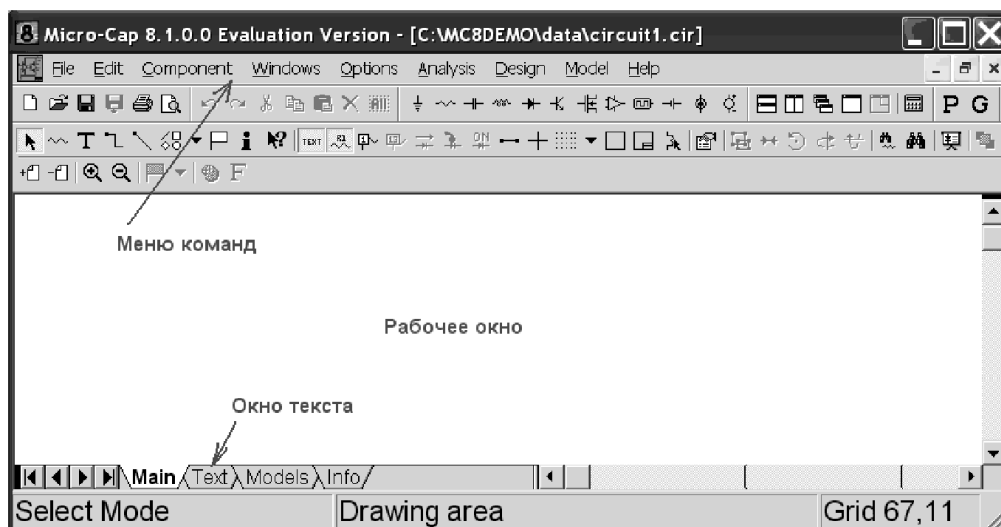 Micro-Cap 8.1.0.0 Evaluation Version - [C:\MC8DEMO\data\circuit1.cir]
File Edit Component Windows Options Analysis Design Model Help
P G
T TEXT
F
Меню команд
Рабочее окно
Окно текста
Main Text Models Info
Select Mode Drawing area Grid 67,11